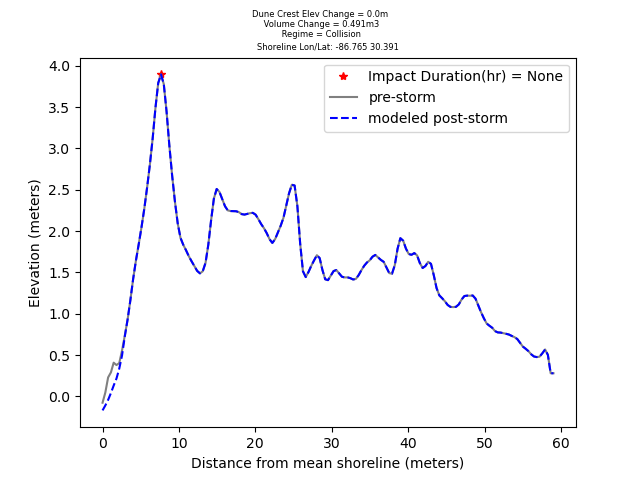 Dune Crest Elev Change = 0.0m
Volume Change = 0.491m3
Regime = Collision
Shoreline Lon/Lat: -86.765 30.391
Impact Duration(hr) = None
pre-storm
modeled post-storm
Elevation (meters)
4.0
3.5
3.0
2.5
2.0
1.5
1.0
0.5
0.0
0 10 20 30 40 50 60
Distance from mean shoreline (meters)